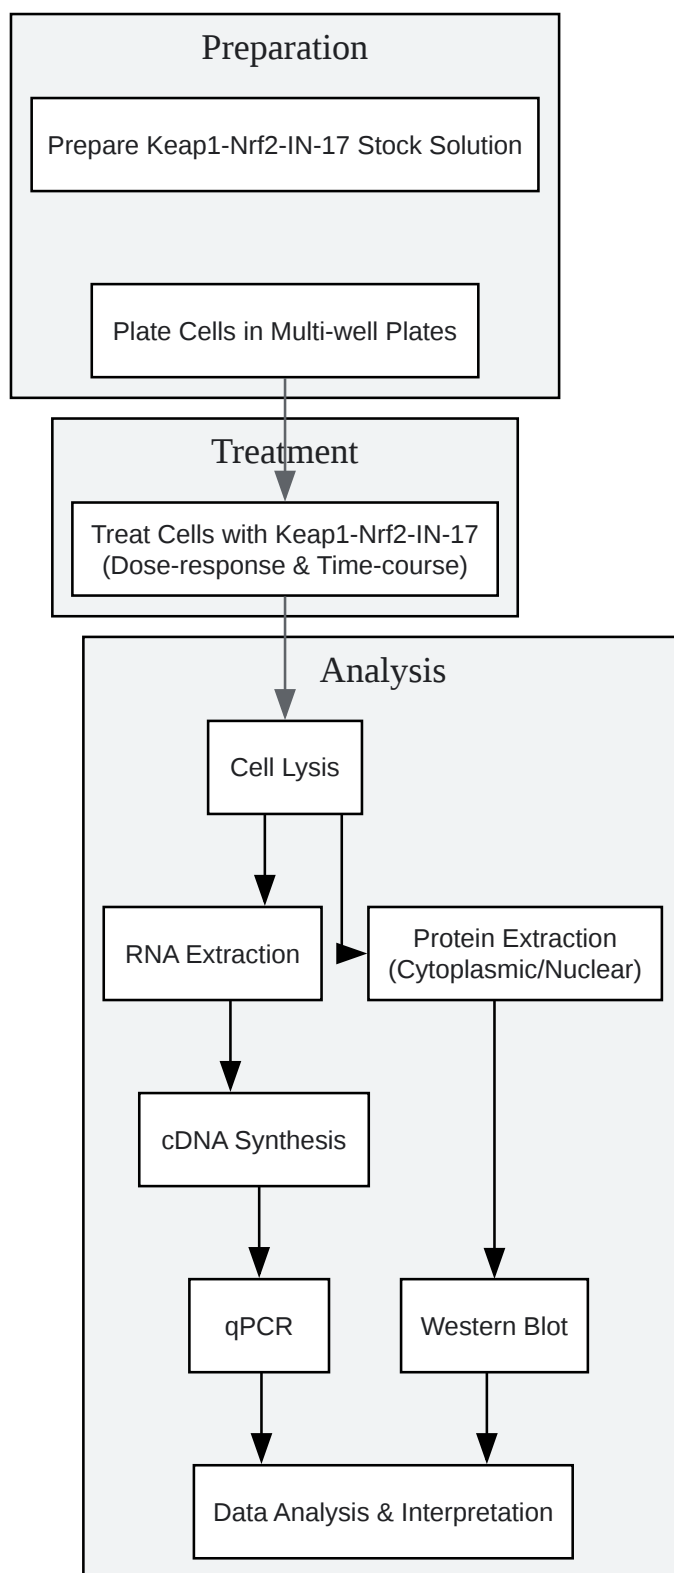 Preparation
Prepare Keap1-Nrf2-IN-17 Stock Solution
Plate Cells in Multi-well Plates
Treatment
Treat Cells with Keap1-Nrf2-IN-17
(Dose-response & Time-course)
Analysis
Cell Lysis
RNA Extraction
Protein Extraction
(Cytoplasmic/Nuclear)
cDNA Synthesis
qPCR
Western Blot
Data Analysis & Interpretation